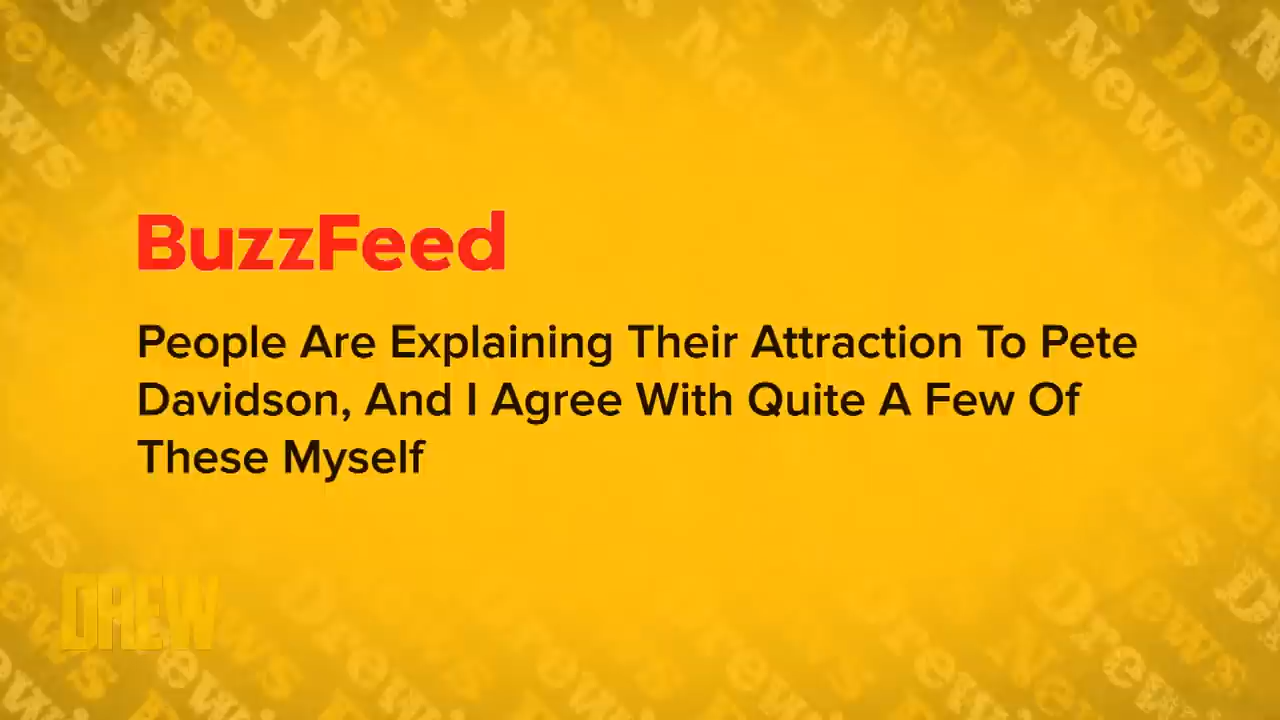 BuzzFeed
People Are Explaining Their Attraction To Pete
Davidson, And I Agree With Quite A Few Of
These Myself
DREW